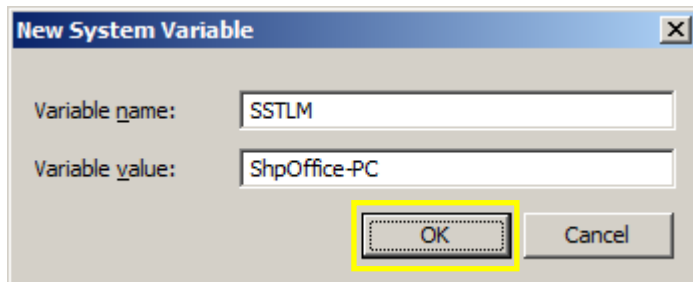 New System Variable
Variable name: SSTLM
Variable value: ShpOffice-PC
OK Cancel